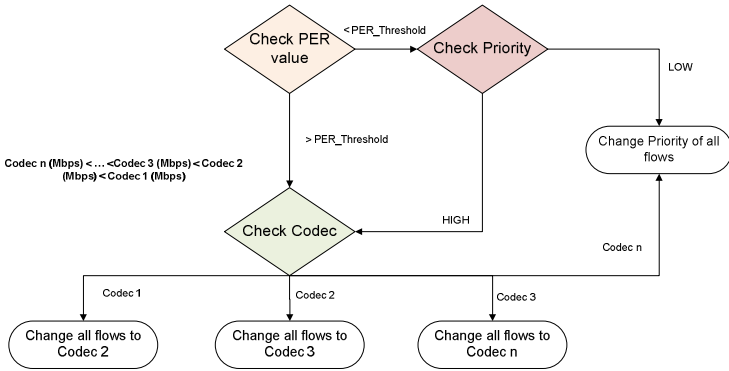 Check PER
value
<PER_Threshold
Check Priority
LOW
Change Priority of all
flows
>PER_Threshold
Codec n (Mbps) < ... <Codec 3 (Mbps) < Codec 2
(Mbps) < Codec 1 (Mbps)
Check Codec
HIGH
Codec n
Codec 1
Codec 2
Codec 3
Change all flows to
Codec 2
Change all flows to
Codec 3
Change all flows to
Codec n